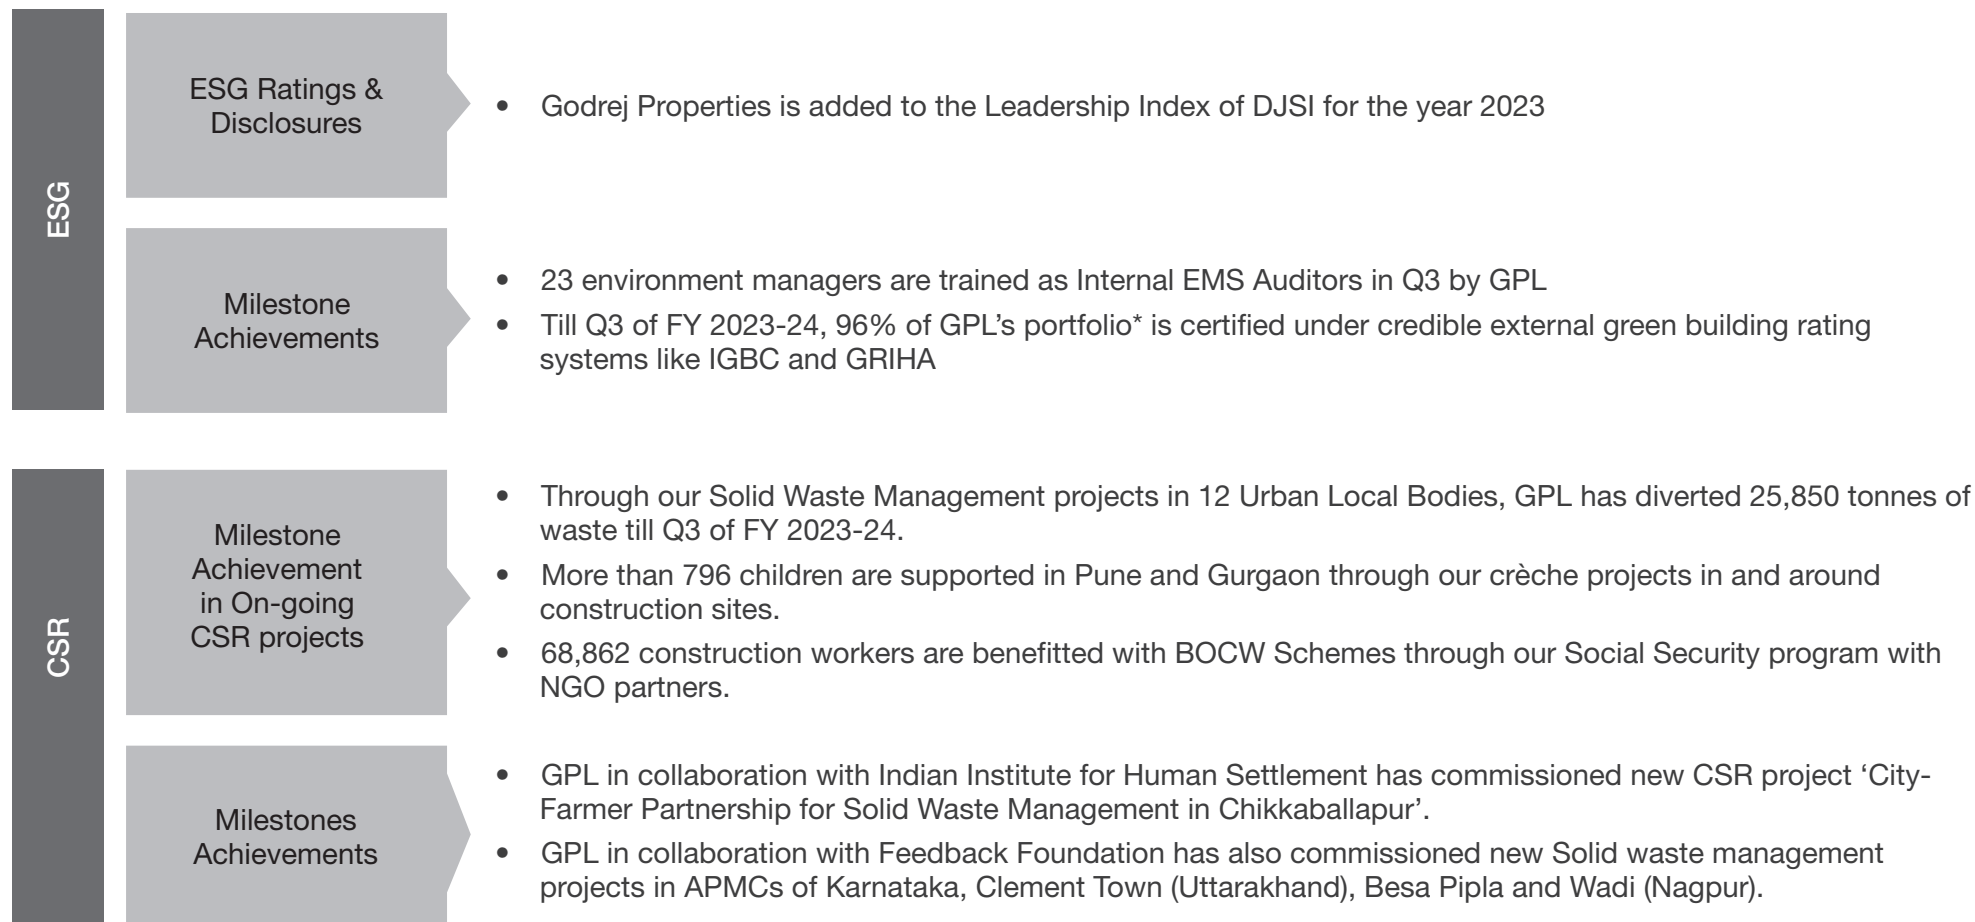 ESG
ESG Ratings &
Disclosures
• Godrej Properties is added to the Leadership Index of DJSI for the year 2023
Milestone
Achievements
• 23 environment managers are trained as Internal EMS Auditors in Q3 by GPL
• Till Q3 of FY 2023-24, 96% of GPL’s portfolio* is certified under credible external green building rating
systems like IGBC and GRIHA
CSR
Milestone
Achievement
in On-going
CSR projects
• Through our Solid Waste Management projects in 12 Urban Local Bodies, GPL has diverted 25,850 tonnes of
waste till Q3 of FY 2023-24.
• More than 796 children are supported in Pune and Gurgaon through our crèche projects in and around
construction sites.
• 68,862 construction workers are benefitted with BOCW Schemes through our Social Security program with
NGO partners.
Milestones
Achievements
• GPL in collaboration with Indian Institute for Human Settlement has commissioned new CSR project ‘City-
Farmer Partnership for Solid Waste Management in Chikkaballapur’.
• GPL in collaboration with Feedback Foundation has also commissioned new Solid waste management
projects in APMCs of Karnataka, Clement Town (Uttarakhand), Besa Pipla and Wadi (Nagpur).